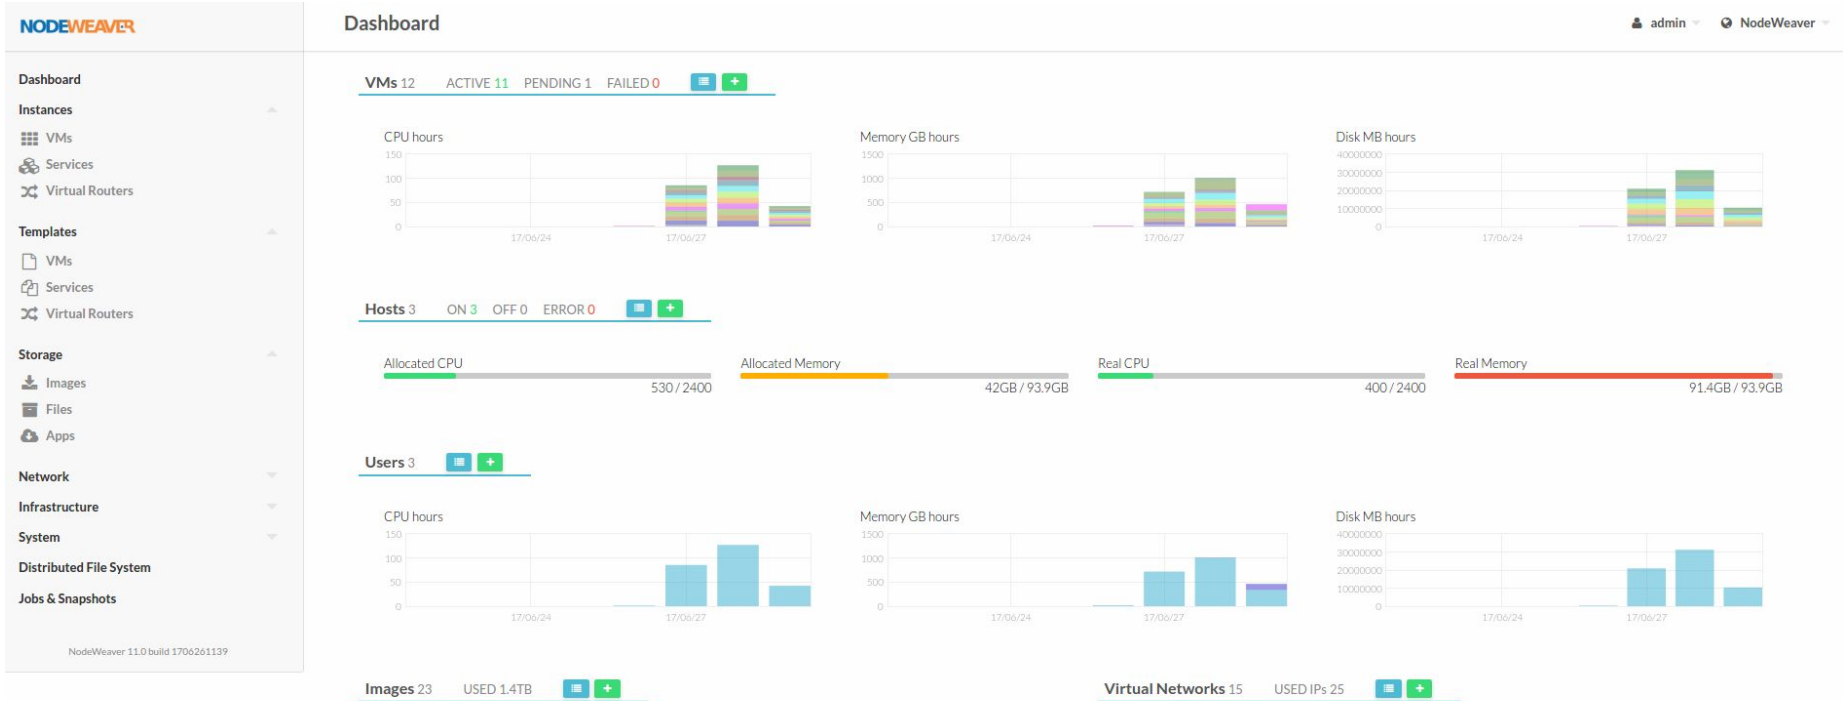 NODEWEAVER
Dashboard
admin
NodeWeaver
Dashboard
Instances
VMs
Services
Virtual Routers
Templates
VMs
Services
Virtual Routers
Storage
Images
Files
Apps
Network
Infrastructure
System
Distributed File System
Jobs & Snapshots
NodeWeaver 11.0 build 1706261139
VMs 12 ACTIVE 11 PENDING 1 FAILED 0
CPU hours
150
100
50
0
17/06/24 17/06/27
Memory GB hours
1500
1000
500
0
17/06/24 17/06/27
Disk MB hours
40000000
30000000
20000000
10000000
0
17/06/24 17/06/27
Hosts 3 ON 3 OFF 0 ERROR 0
Allocated CPU
530 / 2400
Allocated Memory
42GB / 93.9GB
Real CPU
400 / 2400
Real Memory
91.4GB / 93.9GB
Users 3
CPU hours
150
100
50
0
17/06/24 17/06/27
Memory GB hours
1500
1000
500
0
17/06/24 17/06/27
Disk MB hours
40000000
30000000
20000000
10000000
0
17/06/24 17/06/27
Images 23 USED 1.4TB
Virtual Networks 15 USED IPs 25